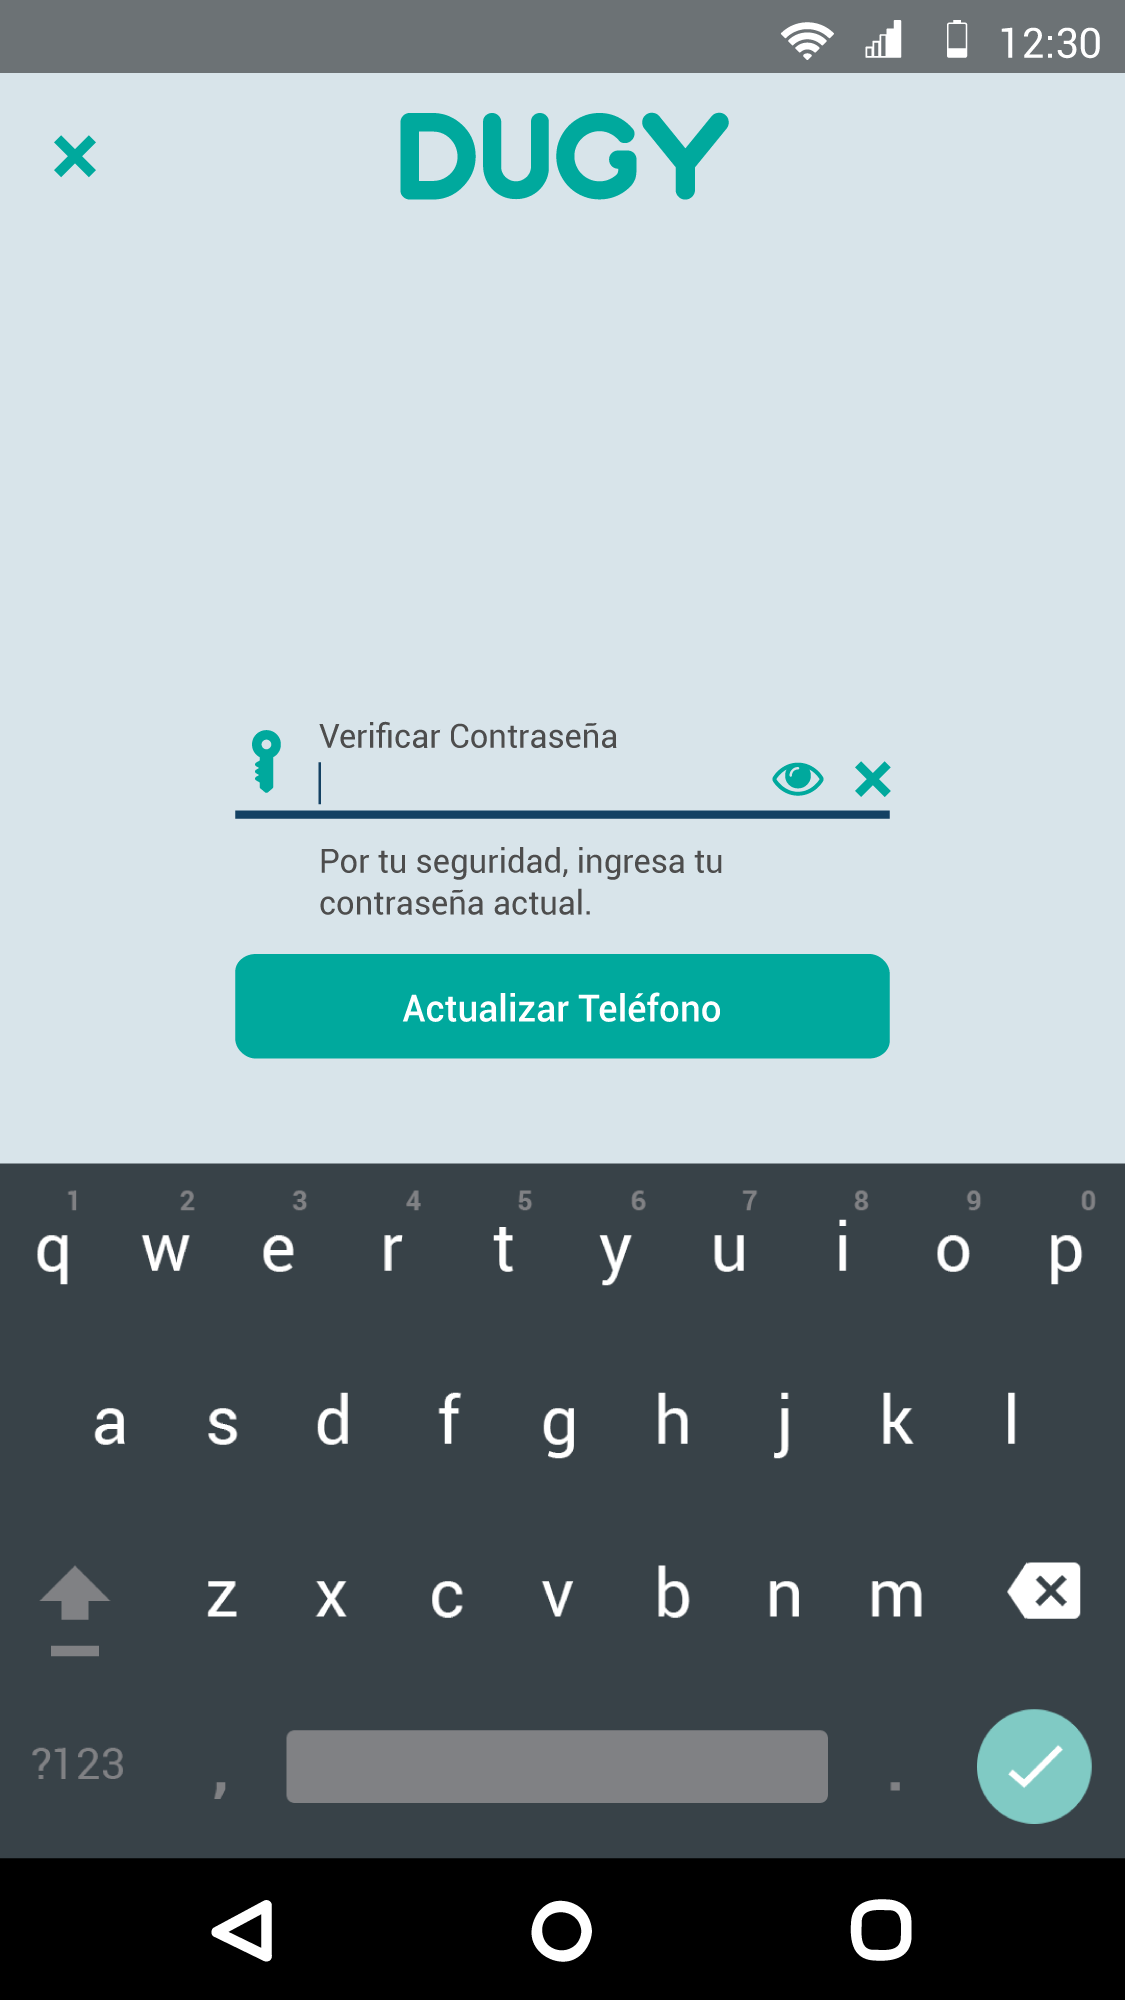 12:30
DUGY
Verificar Contraseña
Por tu seguridad, ingresa tu
contraseña actual.
Actualizar Teléfono
1 2 3 4 5 6 7 8 9 0
q w e r t y u i o p
a s d f g h j k l
z x c v b n m
?123 , .